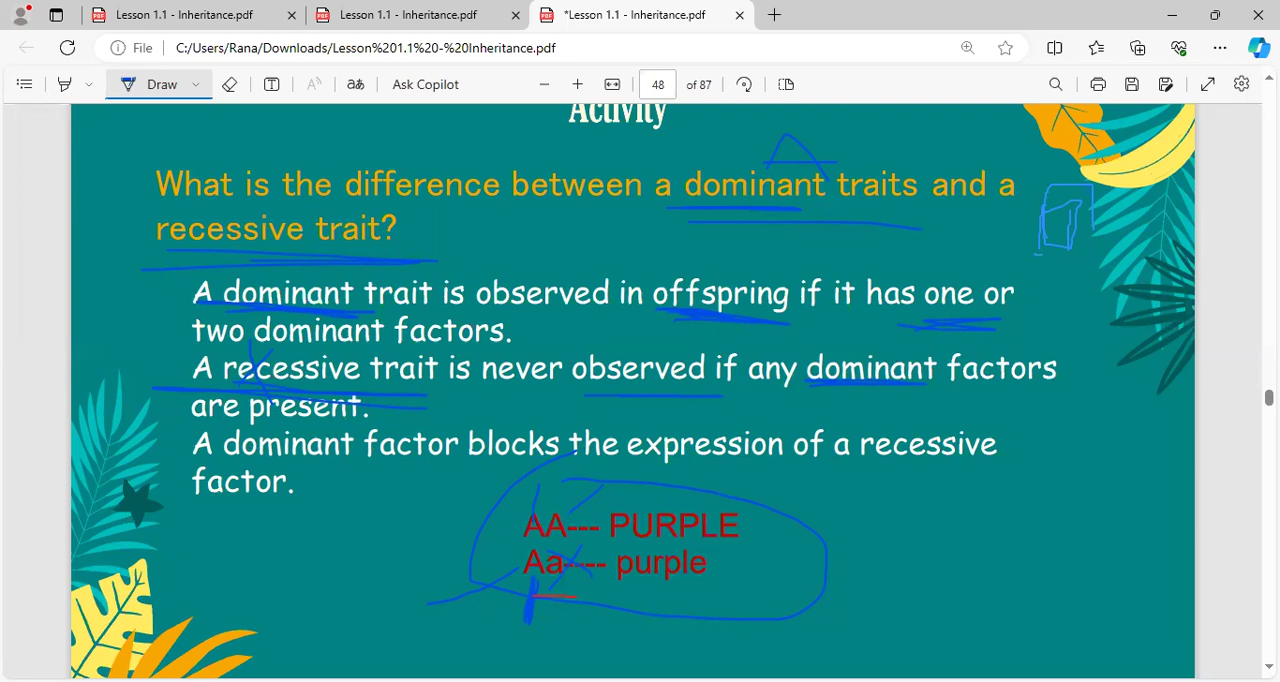 Lesson 1.1 - Inheritance.pdf
Lesson 1.1 - Inheritance.pdf
*Lesson 1.1 - Inheritance.pdf
File C:/Users/Rana/Downloads/Lesson%201.1%20-%20Inheritance.pdf
Draw Ask Copilot 48 of 87
Activity
What is the difference between a dominant traits and a
recessive trait?
A dominant trait is observed in offspring if it has one or
two dominant factors.
A recessive trait is never observed if any dominant factors
are present.
A dominant factor blocks the expression of a recessive
factor.
AA--- PURPLE
Aa---- purple